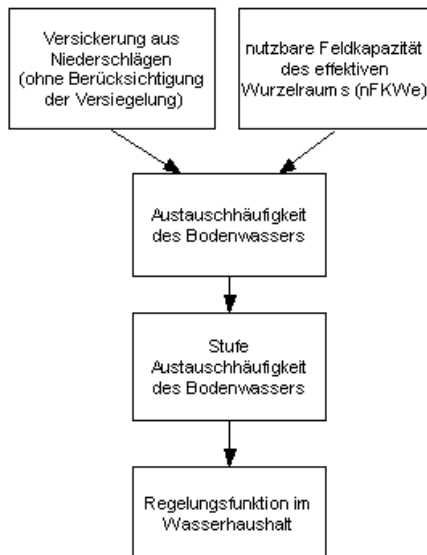 Versickerung aus
Niederschlägen
(ohne Berücksichtigung
der Versiegelung)
nutzbare Feldkapazität
des effektiven
Wurzelraums (nFKWe)
Austauschhäufigkeit
des Bodenwassers
Stufe
Austauschhäufigkeit
des Bodenwassers
Regelungsfunktion im
Wasserhaushalt